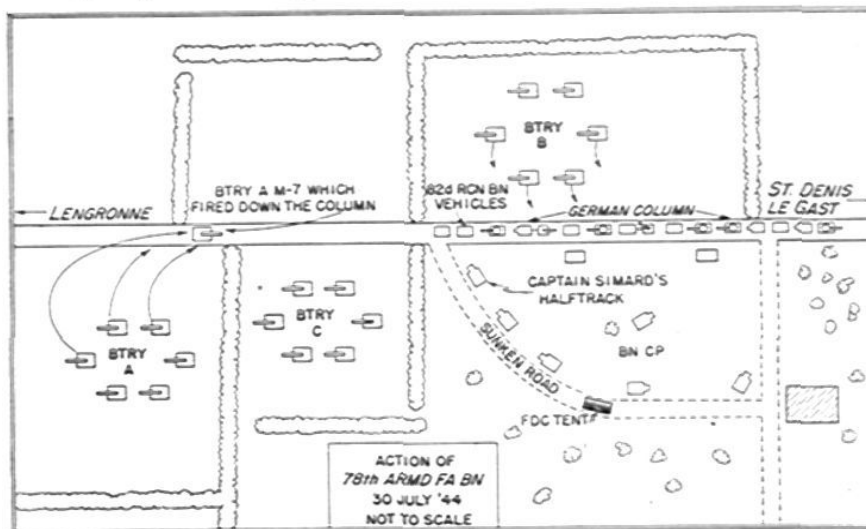 BTRY
B
BTRY A M-7 WHICH
FIRED DOWN THE COLUMN
82d RCN BN
VEHICLES
GERMAN COLUMN
ST. DENIS
LE GAST
LENGRONNE
CAPTAIN SIMARD'S
HALFTRACK
BTRY
C
BTRY
A
SUNKEN ROAD
BN CP
FDC TENT
ACTION OF
78th ARMD FA BN
30 JULY '44
NOT TO SCALE